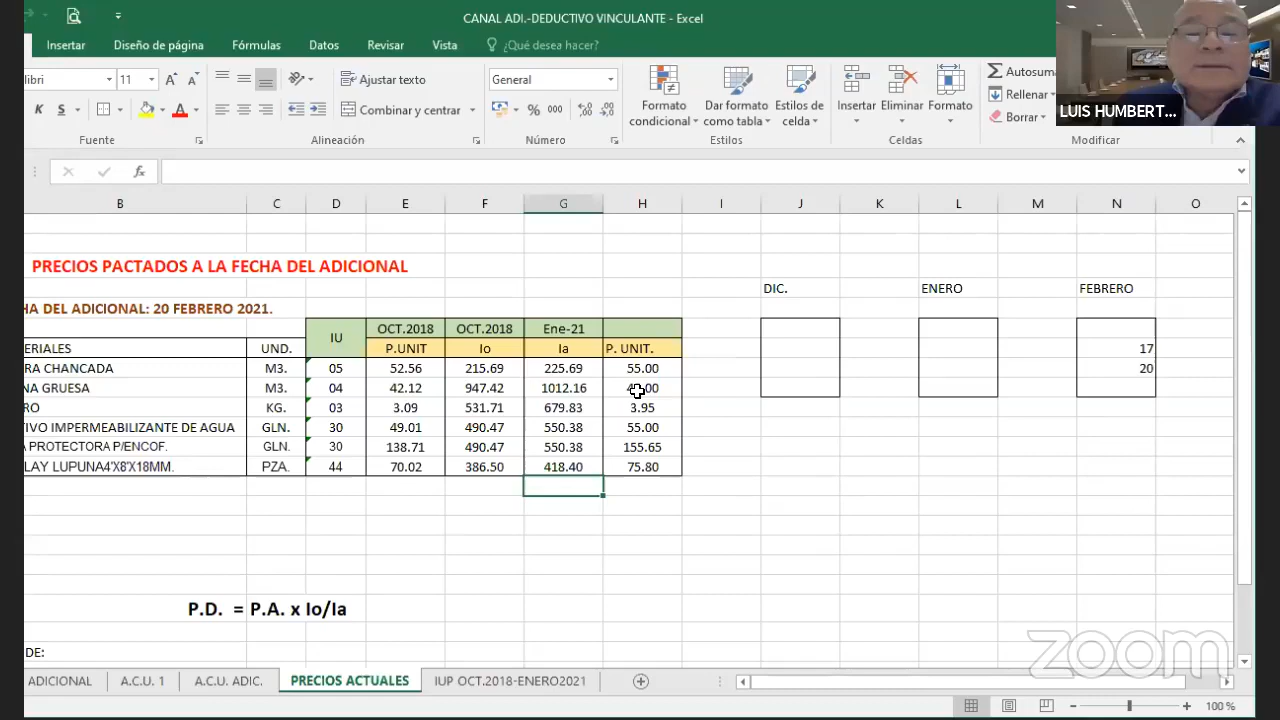 CANAL ADI.-DEDUCTIVO VINCULANTE - Excel
Insertar Diseño de página Fórmulas Datos Revisar Vista ¿Qué desea hacer?
libri 11 Ajustar texto General Formato condicional Dar formato como tabla Estilos de celda Insertar Eliminar Formato Autosuma
K S A Combinar y centrar % 000 Rellenar
Borrar
Fuente Alineación Número Estilos Celdas Modificar
LUIS HUMBERT...
fx
B C D E F G H I J K L M N O
PRECIOS PACTADOS A LA FECHA DEL ADICIONAL
DIC. ENERO FEBRERO
HA DEL ADICIONAL: 20 FEBRERO 2021.
IU OCT.2018 OCT.2018 Ene-21
ERIALES UND. P.UNIT Io Ia P. UNIT. 17
RA CHANCADA M3. 05 52.56 215.69 225.69 55.00 20
NA GRUESA M3. 04 42.12 947.42 1012.16
RO KG. 03 3.09 531.71 679.83 3.95
TIVO IMPERMEABILIZANTE DE AGUA GLN. 30 49.01 490.47 550.38 55.00
A PROTECTORA P/ENCOF. GLN. 30 138.71 490.47 550.38 155.65
LAY LUPUNA4'X8'X18MM. PZA. 44 70.02 386.50 418.40 75.80
P.D. = P.A. x Io/Ia
DE:
zoom
ADICIONAL A.C.U. 1 A.C.U. ADIC. PRECIOS ACTUALES IUP OCT.2018-ENERO2021
100 %